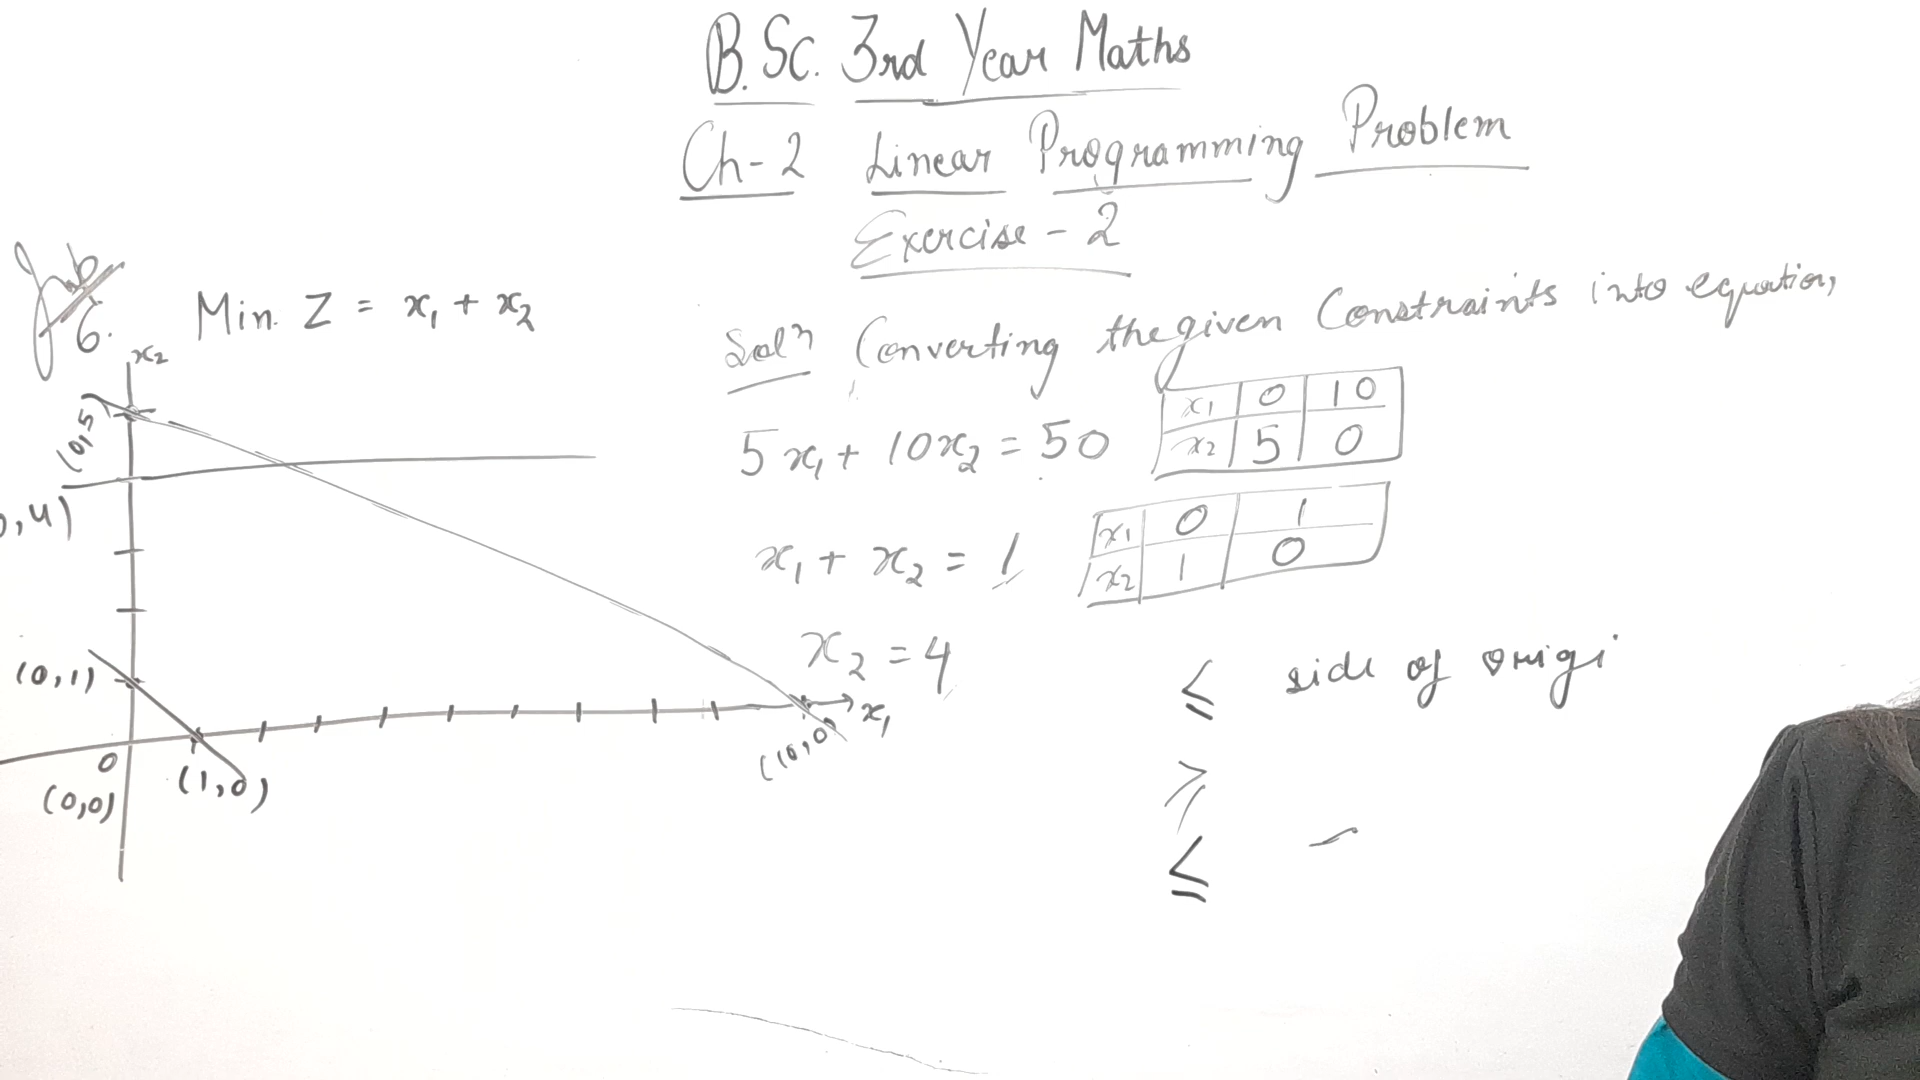 B.Sc. 3rd Year Maths
Ch-2 Linear Programming Problem
Exercise - 2
6. Min. Z = x₁ + x₂
Solⁿ Converting the given Constraints into equation,
5x₁ + 10x₂ = 50
x₁ 0 10
x₂ 5 0
x₁ + x₂ = 1
x₁ 0 1
x₂ 1 0
x₂ = 4
≤ side of origi
≥
≤
x₂
(0,5)
,4)
(0,1)
0
(0,0)
(1,0)
(10,0)
x₁